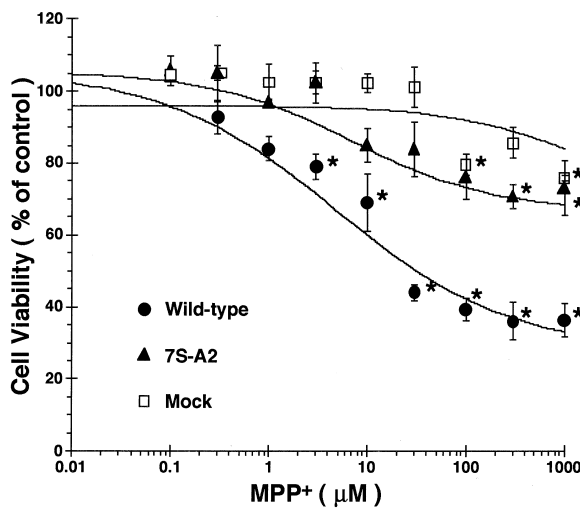 Cell Viability ( % of control)
120
100
80
60
40
20
0
* * * * * * * * * * *
Wild-type
7S-A2
Mock
0.01 0.1 1 10 100 1000
MPP+ ( μM )